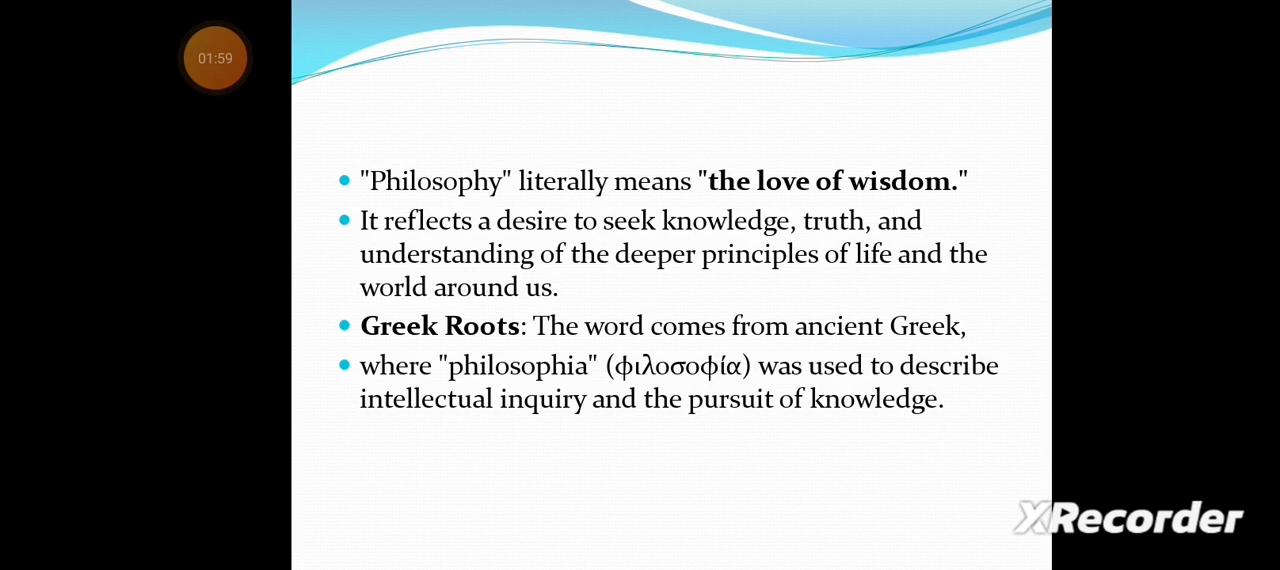 01:59
• "Philosophy" literally means "the love of wisdom."
• It reflects a desire to seek knowledge, truth, and
understanding of the deeper principles of life and the
world around us.
• Greek Roots: The word comes from ancient Greek,
• where "philosophia" (φιλοσοφία) was used to describe
intellectual inquiry and the pursuit of knowledge.
XRecorder